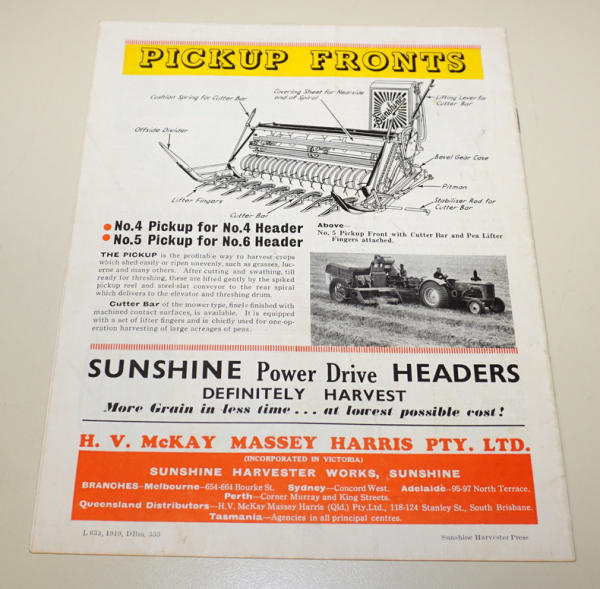 PICKUP FRONTS
Cushion Spring for Cutter Bar
Covering Sheet for Nearside
end of Spiral
Lifting Lever for
Cutter Bar
Sunshine
Offside Divider
Bevel Gear Case
Pitman
Stabiliser Rod for
Cutter Bar
Lifter Fingers
Cutter Bar
No.4 Pickup for No.4 Header
No.5 Pickup for No.6 Header
Above—
No. 5 Pickup Front with Cutter Bar and Pea Lifter
Fingers attached.
THE PICKUP is the profitable way to harvest crops
which shed easily or ripen unevenly, such as grasses, luc-
erne and many others. After cutting and swathing, till
ready for threshing, these are lifted gently by the spiked
pickup reel and steel-slat conveyor to the rear spiral
which delivers to the elevator and threshing drum.
Cutter Bar of the mower type, finely finished with
machined contact surfaces, is available. It is equipped
with a set of lifter fingers and is chiefly used for one-op-
eration harvesting of large acreages of peas.
SUNSHINE Power Drive HEADERS
DEFINITELY HARVEST
More Grain in less time . . . at lowest possible cost!
H. V. McKAY MASSEY HARRIS PTY. LTD.
(INCORPORATED IN VICTORIA)
SUNSHINE HARVESTER WORKS, SUNSHINE
BRANCHES—Melbourne—654-664 Bourke St. Sydney—Concord West. Adelaide—95-97 North Terrace.
Perth—Corner Murray and King Streets.
Queensland Distributors—H.V. McKay Massey Harris (Qld.) Pty.Ltd., 118-124 Stanley St., South Brisbane.
Tasmania—Agencies in all principal centres.
Sunshine Harvester Press